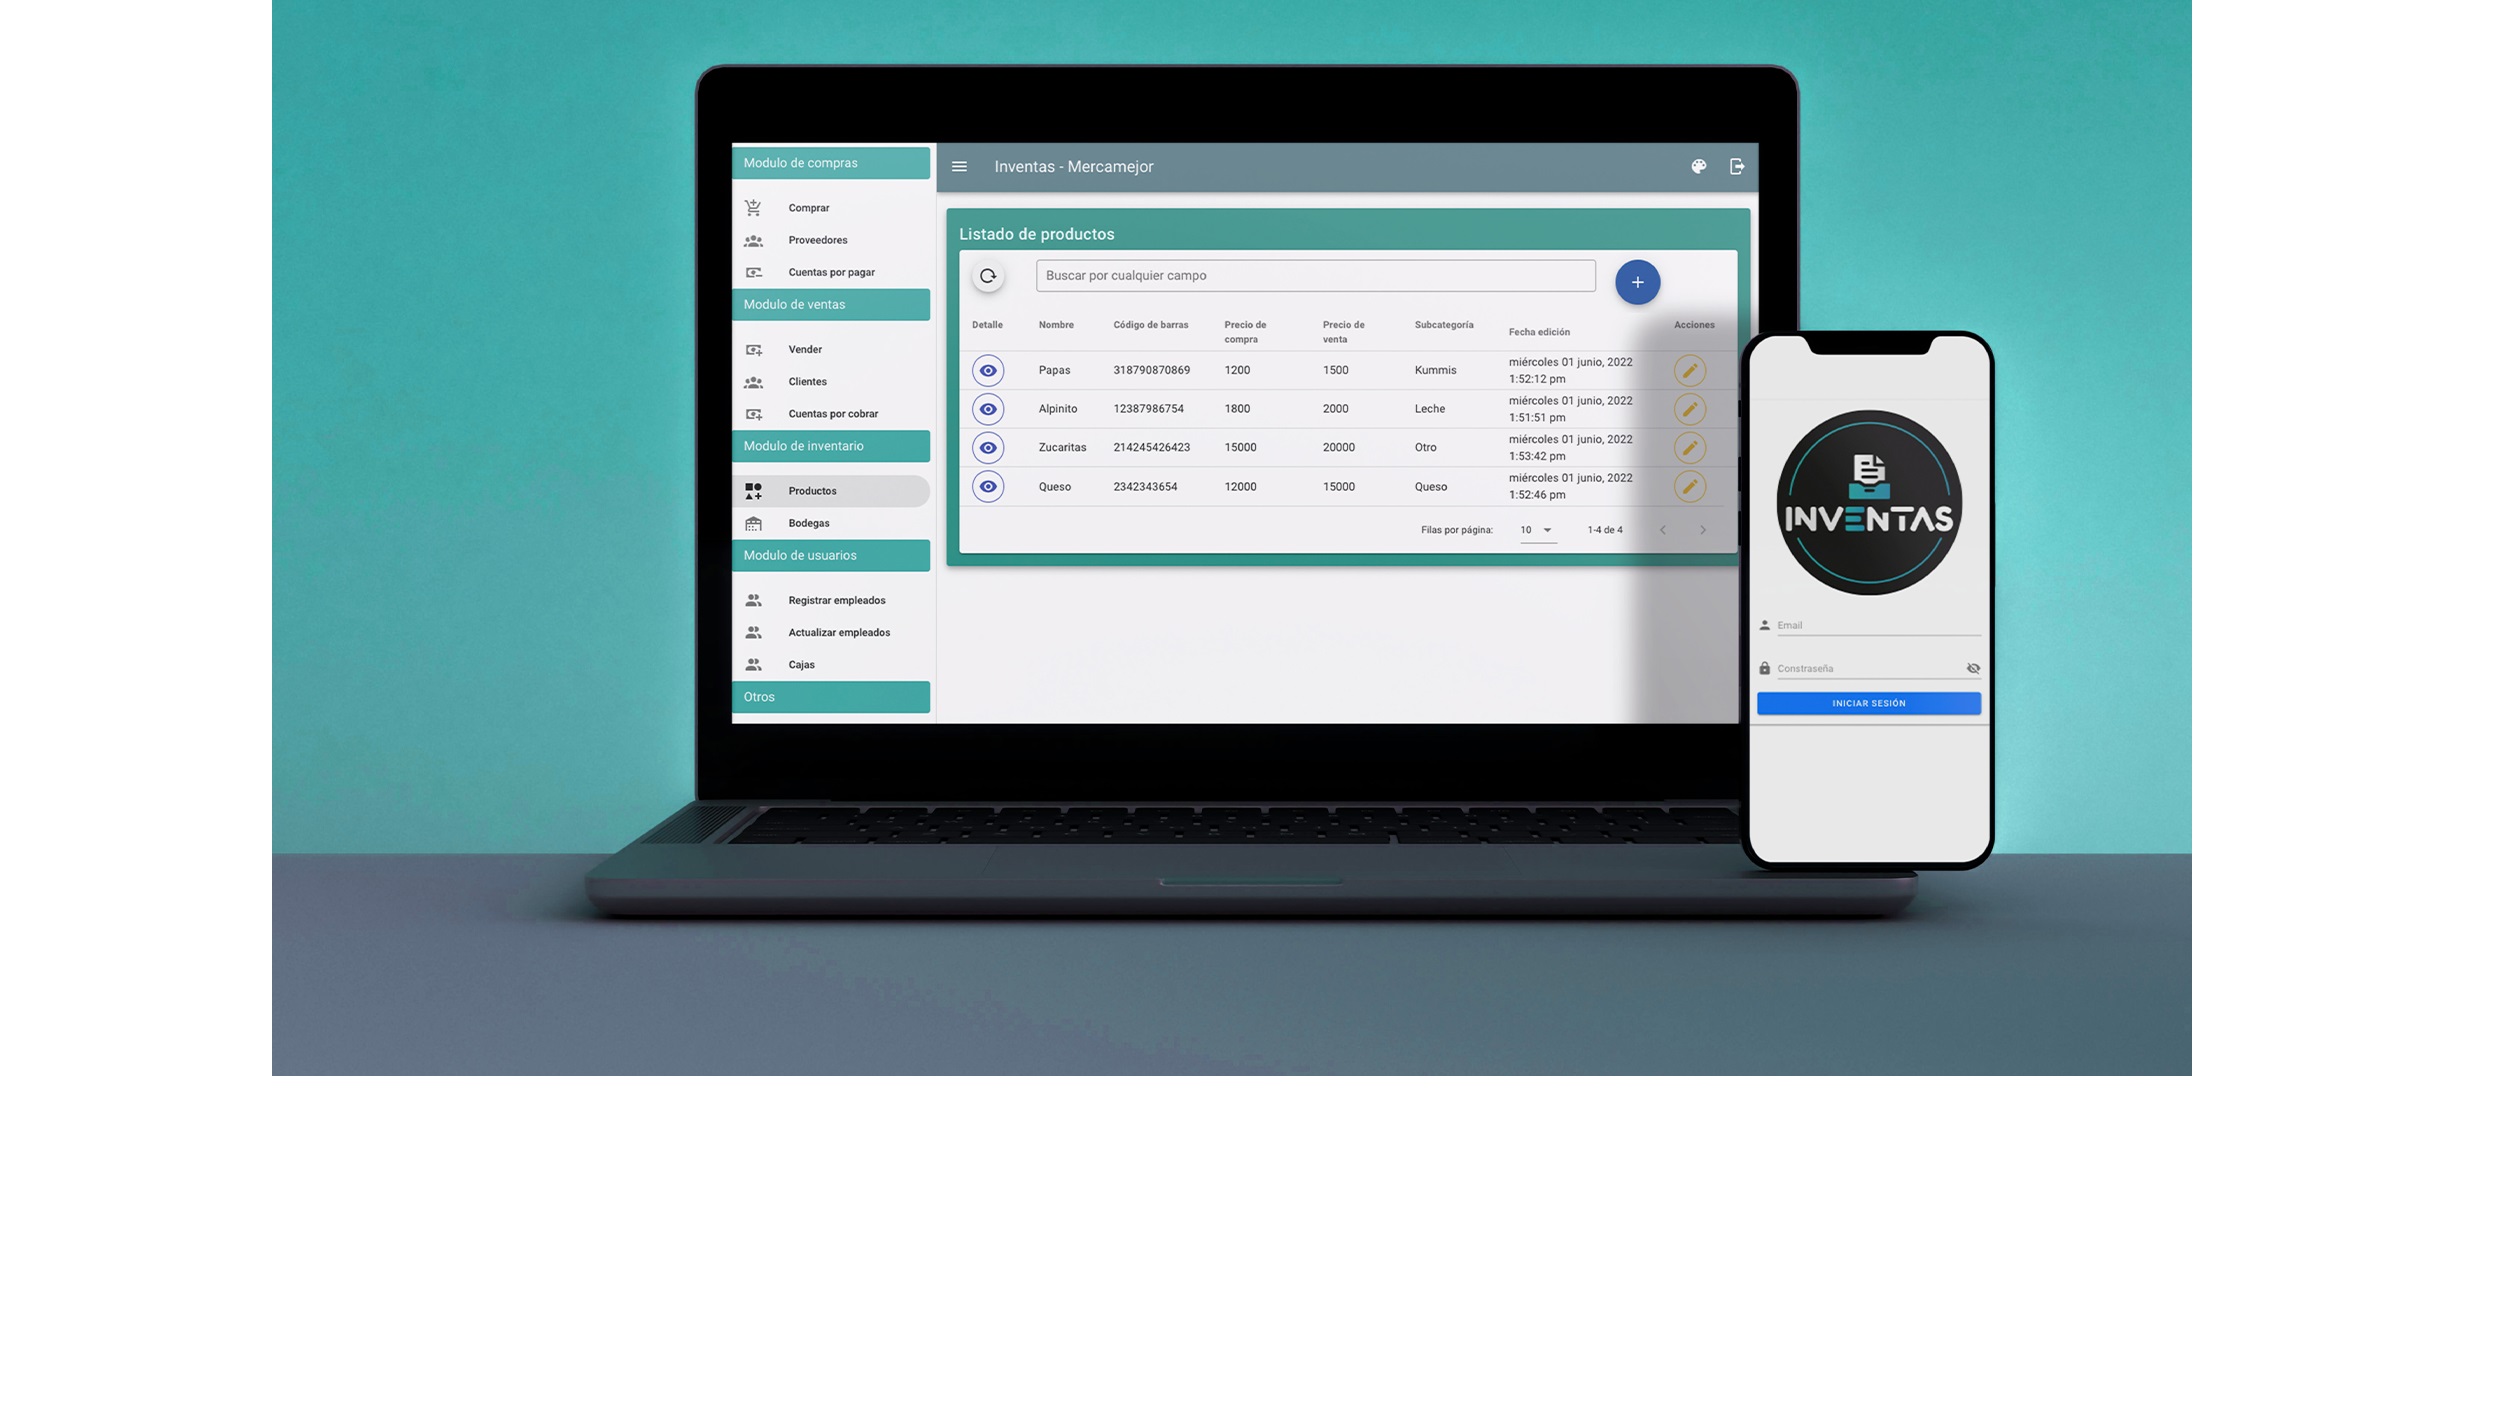 Modulo de compras
Comprar
Proveedores
Cuentas por pagar
Modulo de ventas
Vender
Clientes
Cuentas por cobrar
Modulo de inventario
Productos
Bodegas
Modulo de usuarios
Registrar empleados
Actualizar empleados
Cajas
Otros
Inventas - Mercamejor
Listado de productos
Buscar por cualquier campo
+
Detalle Nombre Código de barras Precio de compra Precio de venta Subcategoría Fecha edición Acciones
Papas 318790870869 1200 1500 Kummis miércoles 01 junio, 2022
1:52:12 pm
Alpinito 12387986754 1800 2000 Leche miércoles 01 junio, 2022
1:51:51 pm
Zucaritas 214245426423 15000 20000 Otro miércoles 01 junio, 2022
1:53:42 pm
Queso 2342343654 12000 15000 Queso miércoles 01 junio, 2022
1:52:46 pm
Filas por página: 10 1-4 de 4
INVENTAS
Email
Constraseña
INICIAR SESIÓN